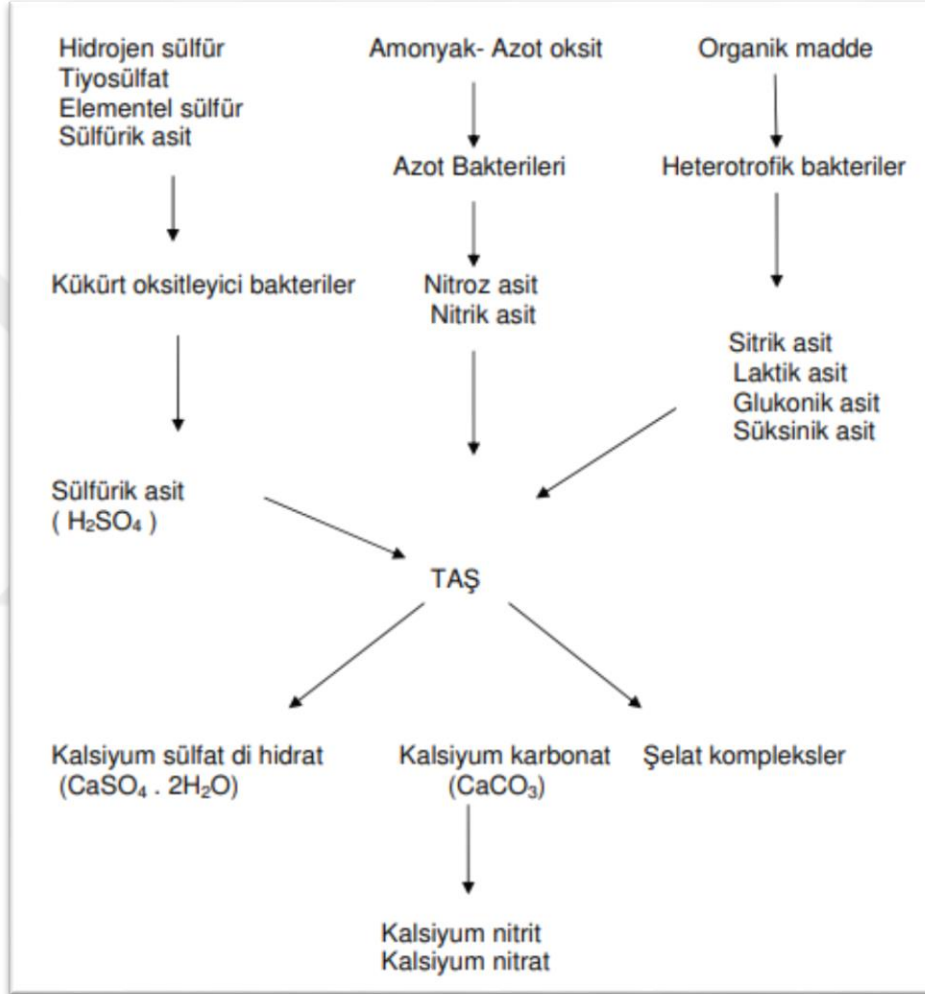 Hidrojen sülfür
Tiyosülfat
Elementel sülfür
Sülfürik asit
Amonyak- Azot oksit
Organik madde
Azot Bakterileri
Heterotrofik bakteriler
Kükürt oksitleyici bakteriler
Nitroz asit
Nitrik asit
Sitrik asit
Laktik asit
Glukonik asit
Süksinik asit
Sülfürik asit
( H₂SO₄ )
TAŞ
Kalsiyum sülfat di hidrat
(CaSO₄ . 2H₂O)
Kalsiyum karbonat
(CaCO₃)
Şelat kompleksler
Kalsiyum nitrit
Kalsiyum nitrat